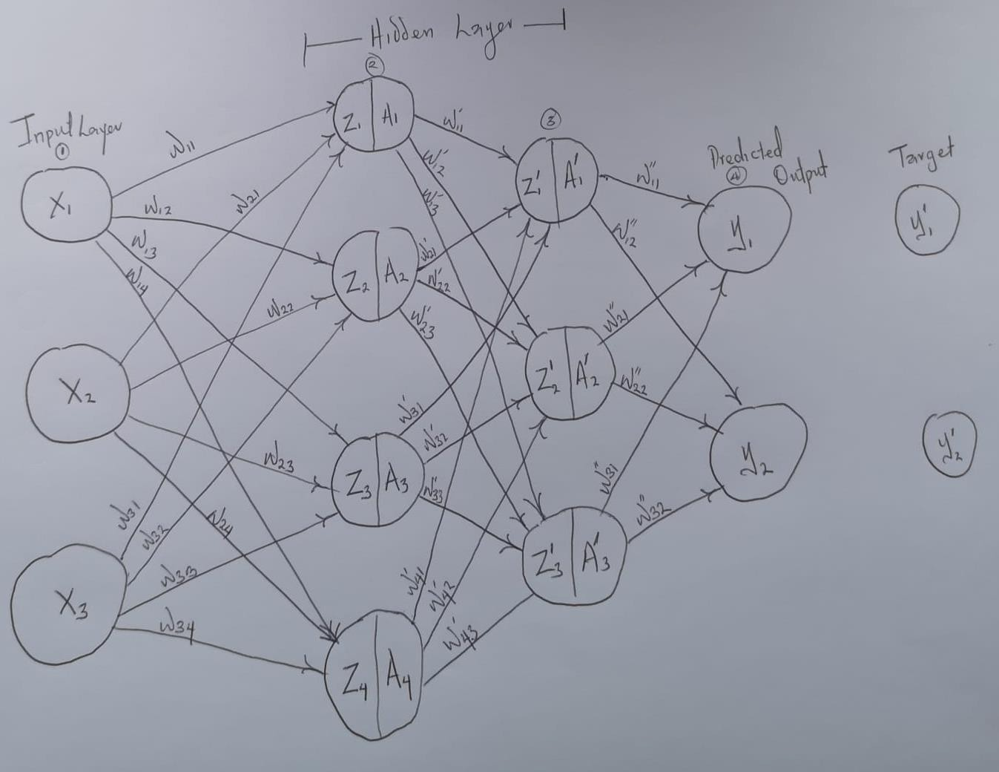 Hidden Layer
②
Input Layer
①
③
Predicted
④ Output
Target
X₁
X₂
X₃
W₁₁
W₁₂
W₁₃
W₁₄
W₂₁
W₂₂
W₂₃
W₂₄
W₃₁
W₃₂
W₃₃
W₃₄
Z₁ A₁
Z₂ A₂
Z₃ A₃
Z₄ A₄
W′₁₁
W′₁₂
W′₁₃
W′₂₁
W′₂₂
W′₂₃
W′₃₁
W′₃₂
W′₃₃
W′₄₁
W′₄₂
W′₄₃
Z′₁ A′₁
Z′₂ A′₂
Z′₃ A′₃
W″₁₁
W″₁₂
W″₂₁
W″₂₂
W″₃₁
W″₃₂
y₁
y₂
y′₁
y′₂